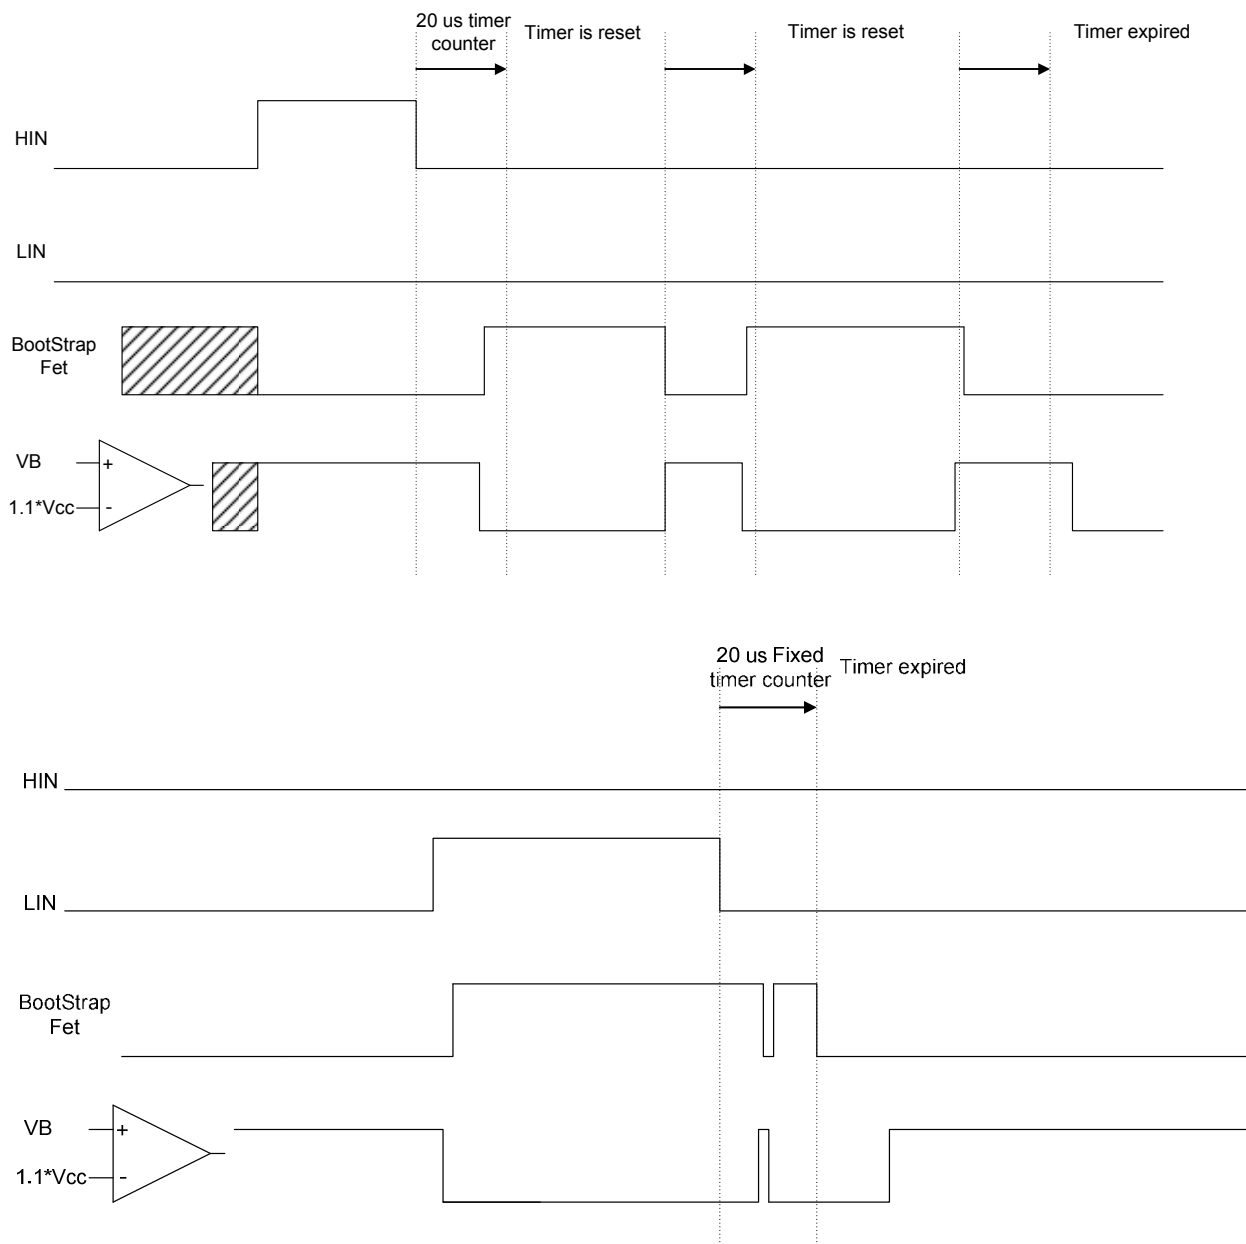 20 us timer
counter
Timer is reset
Timer is reset
Timer expired
HIN
LIN
BootStrap
Fet
VB
+
1.1*Vcc
-
20 us Fixed
timer counter
Timer expired
HIN
LIN
BootStrap
Fet
VB
+
1.1*Vcc
-